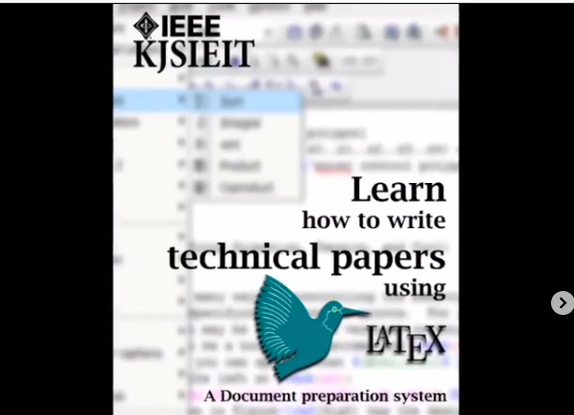 IEEE
KJSIEIT
Learn
how to write
technical papers
using
LATEX
A Document preparation system